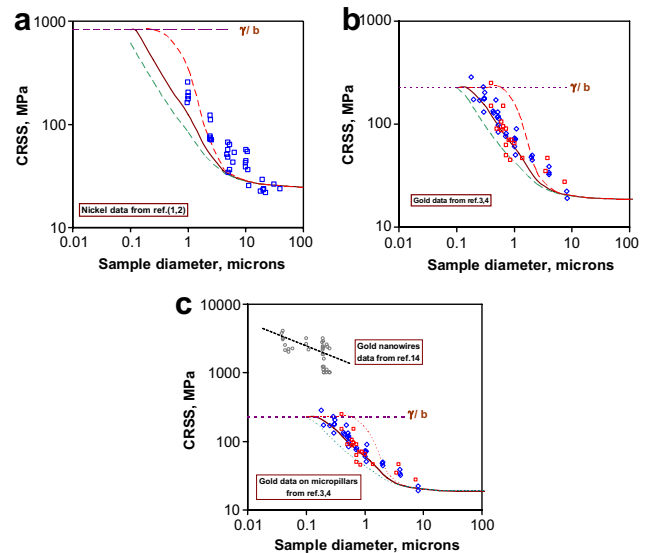 a
1000
100
10
CRSS, MPa
γ/ b
Nickel data from ref.(1,2)
0.01 0.1 1 10 100
Sample diameter, microns
b
1000
100
10
CRSS, MPa
γ/ b
Gold data from ref.3,4
0.01 0.1 1 10 100
Sample diameter, microns
c
10000
1000
100
10
CRSS, MPa
Gold nanowires
data from ref.14
γ/ b
Gold data on micropillars
from ref.3,4
0.01 0.1 1 10 100
Sample diameter, microns